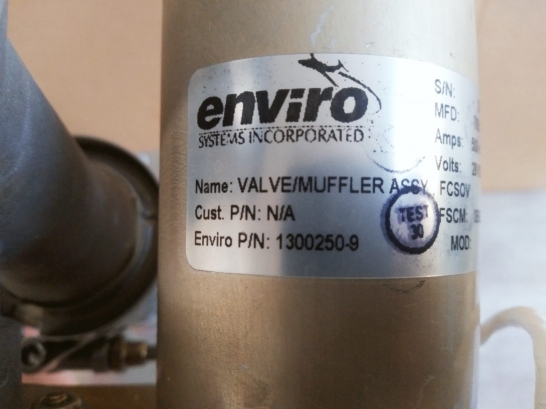 enviro
SYSTEMS INCORPORATED
Name: VALVE/MUFFLER ASSY, FCSOV
Cust. P/N: N/A
Enviro P/N: 1300250-9
TEST
30
S/N:
MFD:
Amps:
Volts:
FSCM:
MOD: